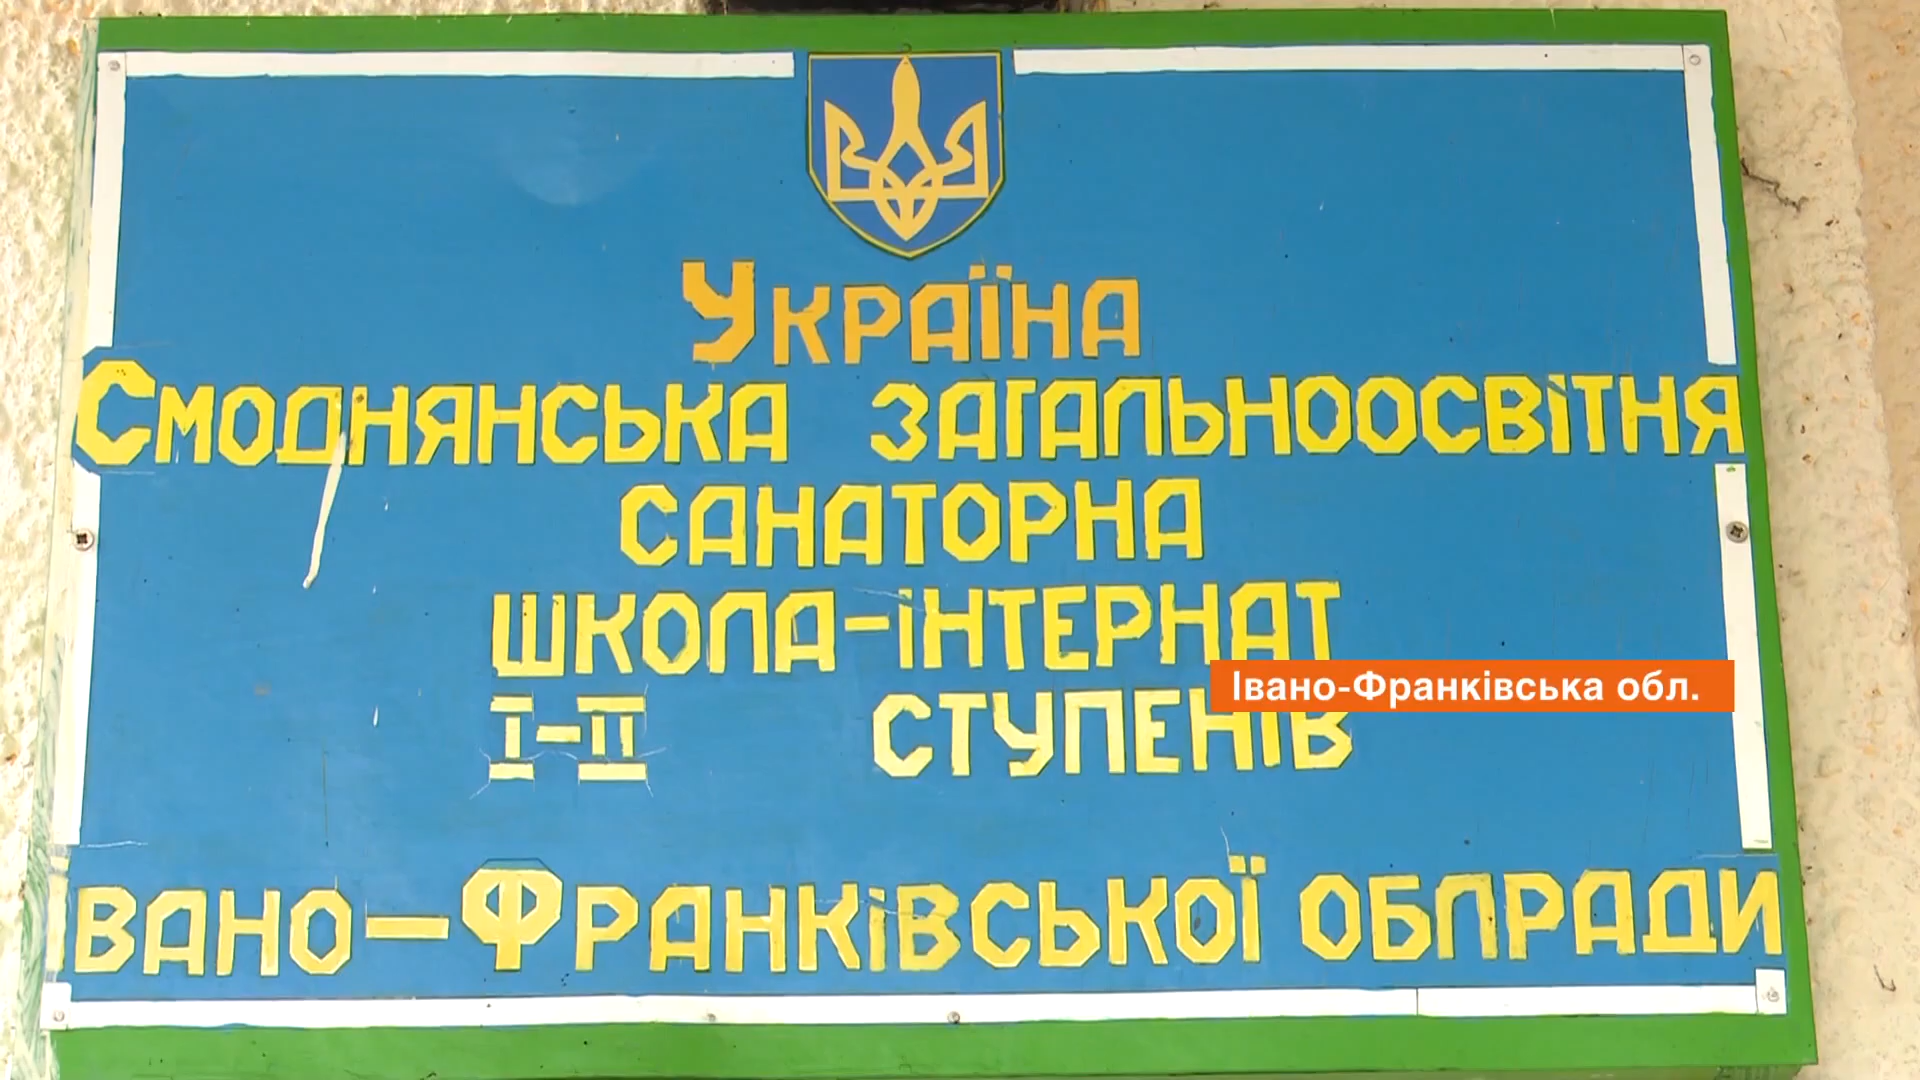 Україна
Смоднянська загальноосвітня
санаторна
школа-інтернат
I-II ступенів
Івано-Франківська обл.
Івано-Франківської облради